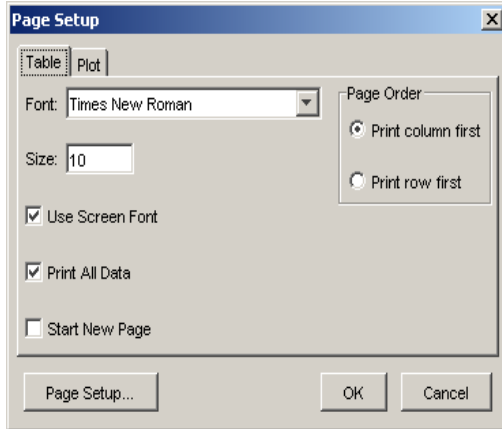 Page Setup
Table Plot
Font: Times New Roman
Page Order
Print column first
Size: 10
Print row first
Use Screen Font
Print All Data
Start New Page
Page Setup... OK Cancel